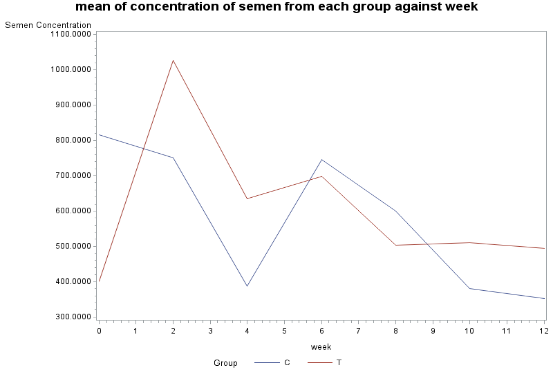 mean of concentration of semen from each group against week
Semen Concentration
1100.0000
1000.0000
900.0000
800.0000
700.0000
600.0000
500.0000
400.0000
300.0000
0 1 2 3 4 5 6 7 8 9 10 11 12
week
Group C T